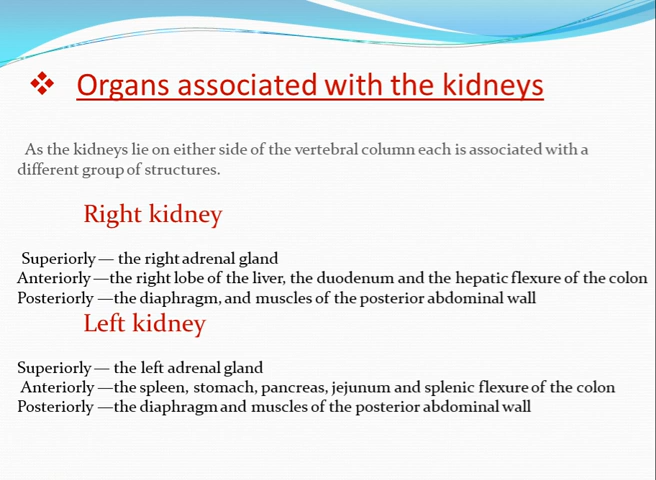 Organs associated with the kidneys
As the kidneys lie on either side of the vertebral column each is associated with a
different group of structures.
Right kidney
Superiorly — the right adrenal gland
Anteriorly —the right lobe of the liver, the duodenum and the hepatic flexure of the colon
Posteriorly —the diaphragm, and muscles of the posterior abdominal wall
Left kidney
Superiorly — the left adrenal gland
Anteriorly —the spleen, stomach, pancreas, jejunum and splenic flexure of the colon
Posteriorly —the diaphragm and muscles of the posterior abdominal wall